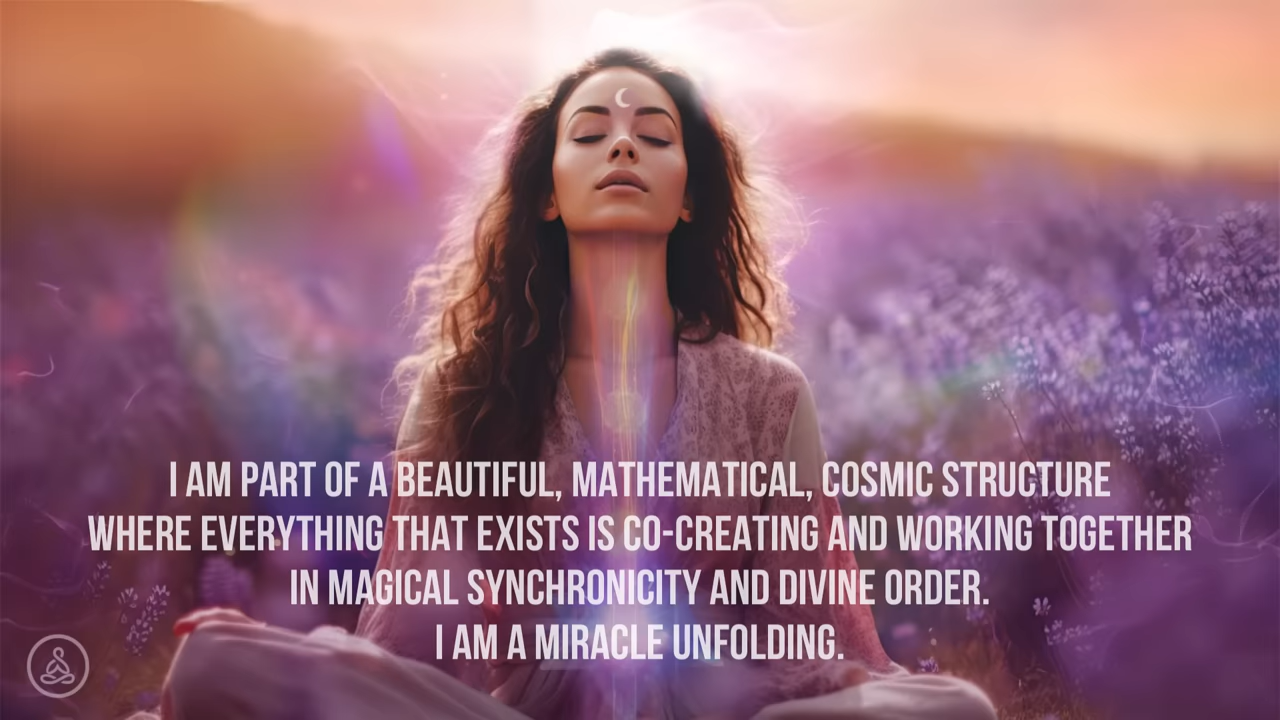 I AM PART OF A BEAUTIFUL, MATHEMATICAL, COSMIC STRUCTURE
WHERE EVERYTHING THAT EXISTS IS CO-CREATING AND WORKING TOGETHER
IN MAGICAL SYNCHRONICITY AND DIVINE ORDER.
I AM A MIRACLE UNFOLDING.